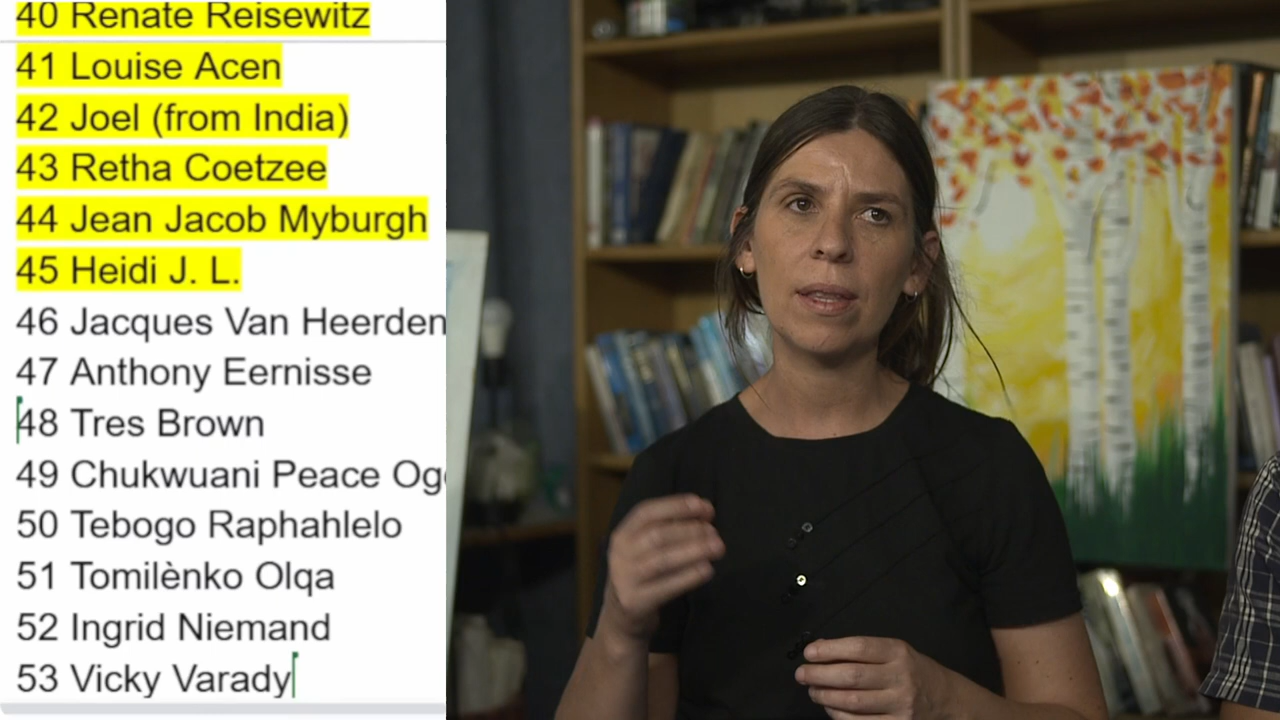 40 Renate Reisewitz
41 Louise Acen
42 Joel (from India)
43 Retha Coetzee
44 Jean Jacob Myburgh
45 Heidi J. L.
46 Jacques Van Heerden
47 Anthony Eernisse
48 Tres Brown
49 Chukwuani Peace
50 Tebogo Raphahlelo
51 Tomilènko Olqa
52 Ingrid Niemand
53 Vicky Varady